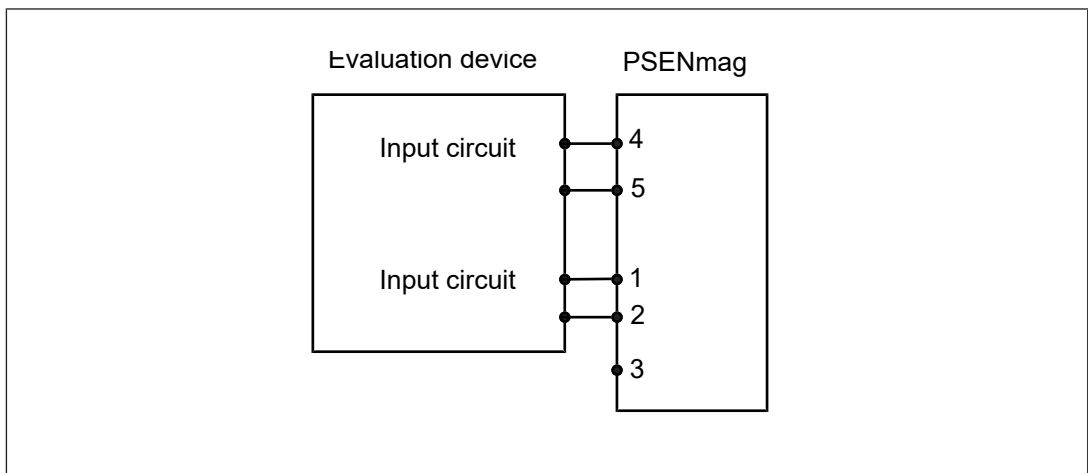 Evaluation device
PSENmag
Input circuit
4
5
Input circuit
1
2
3